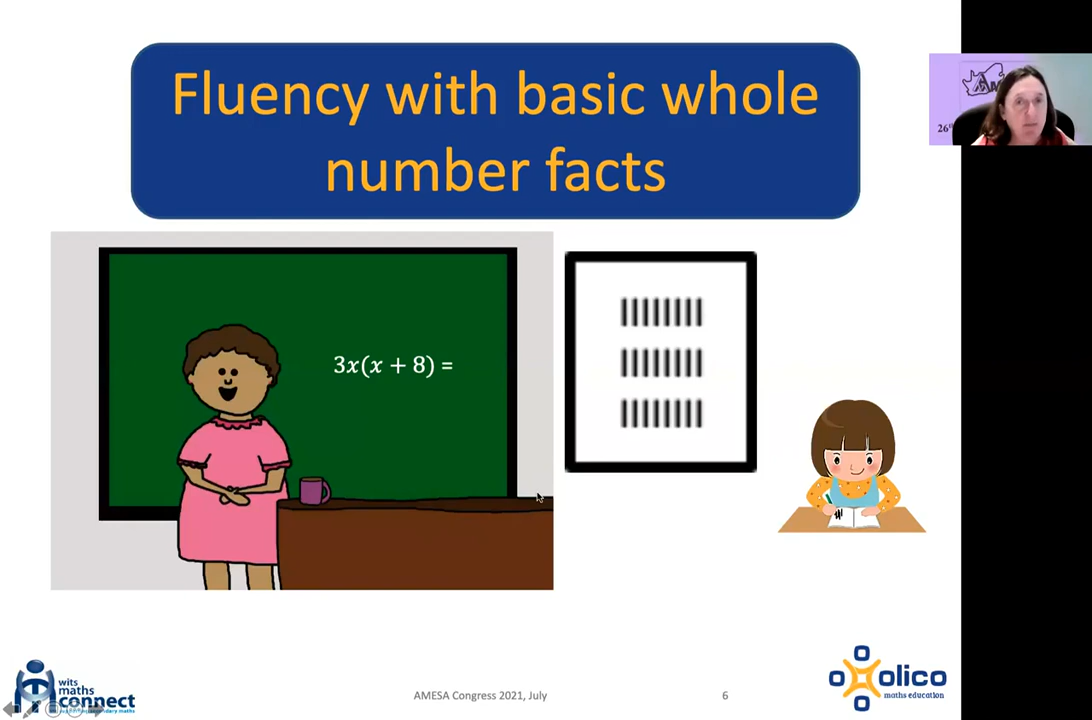 Fluency with basic whole
number facts
3x(x + 8) =
26
wits
maths
connect
AMESA Congress 2021, July
6
olico
maths education